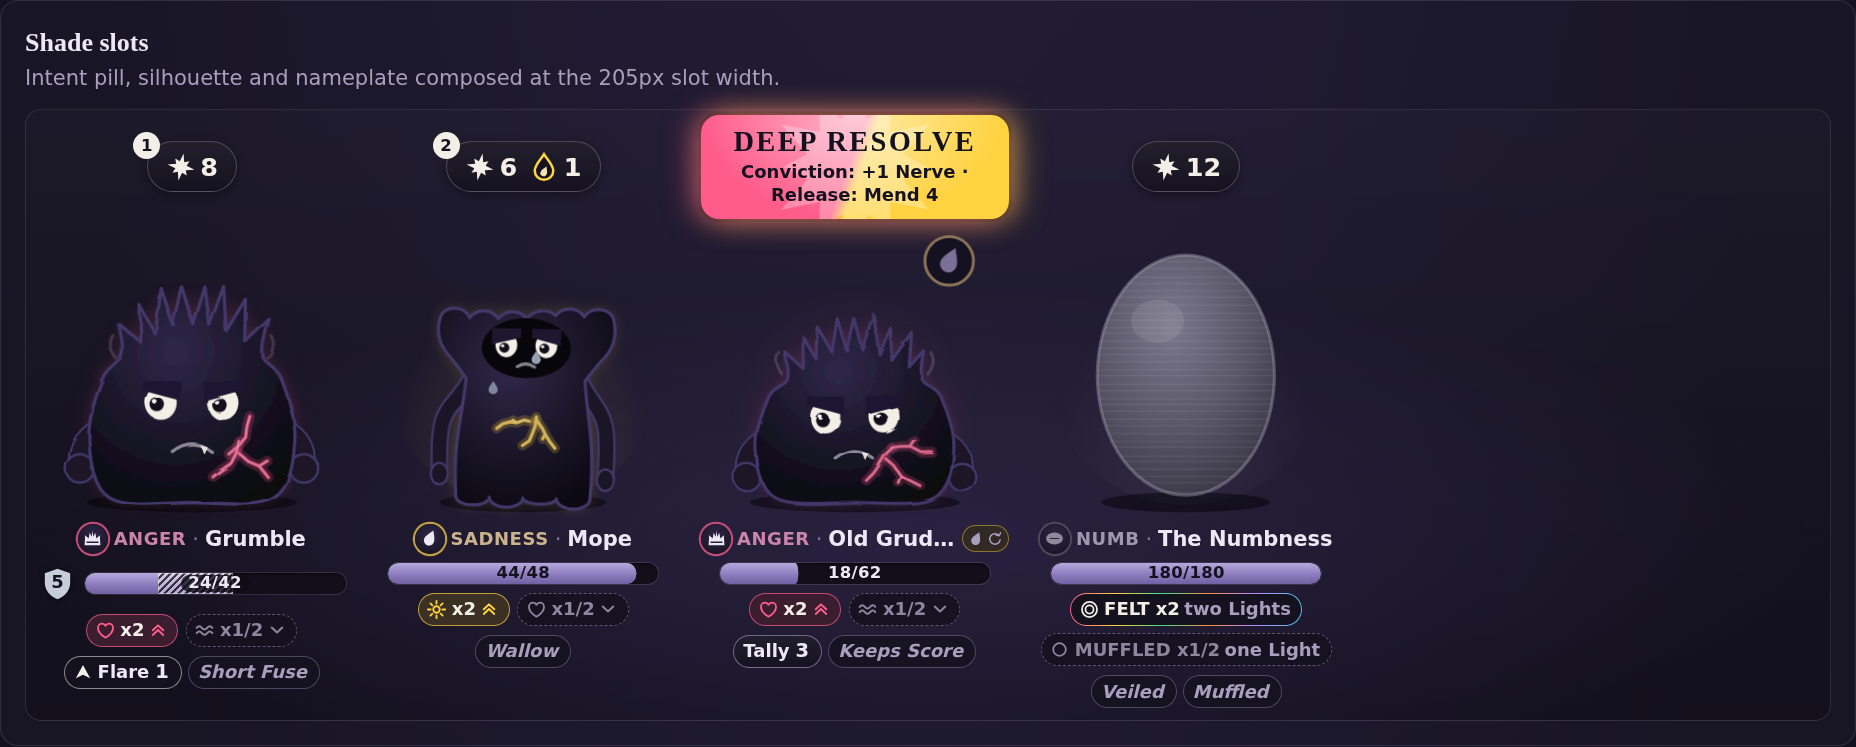 Shade slots
Intent pill, silhouette and nameplate composed at the 205px slot width.
1
8
2
6 1
DEEP RESOLVE
Conviction: +1 Nerve ·
Release: Mend 4
12
ANGER · Grumble
5
24/42
x2 x1/2
Flare 1 Short Fuse
SADNESS · Mope
44/48
x2 x1/2
Wallow
ANGER · Old Grud...
18/62
x2 x1/2
Tally 3 Keeps Score
NUMB · The Numbness
180/180
FELT x2 two Lights
MUFFLED x1/2 one Light
Veiled Muffled